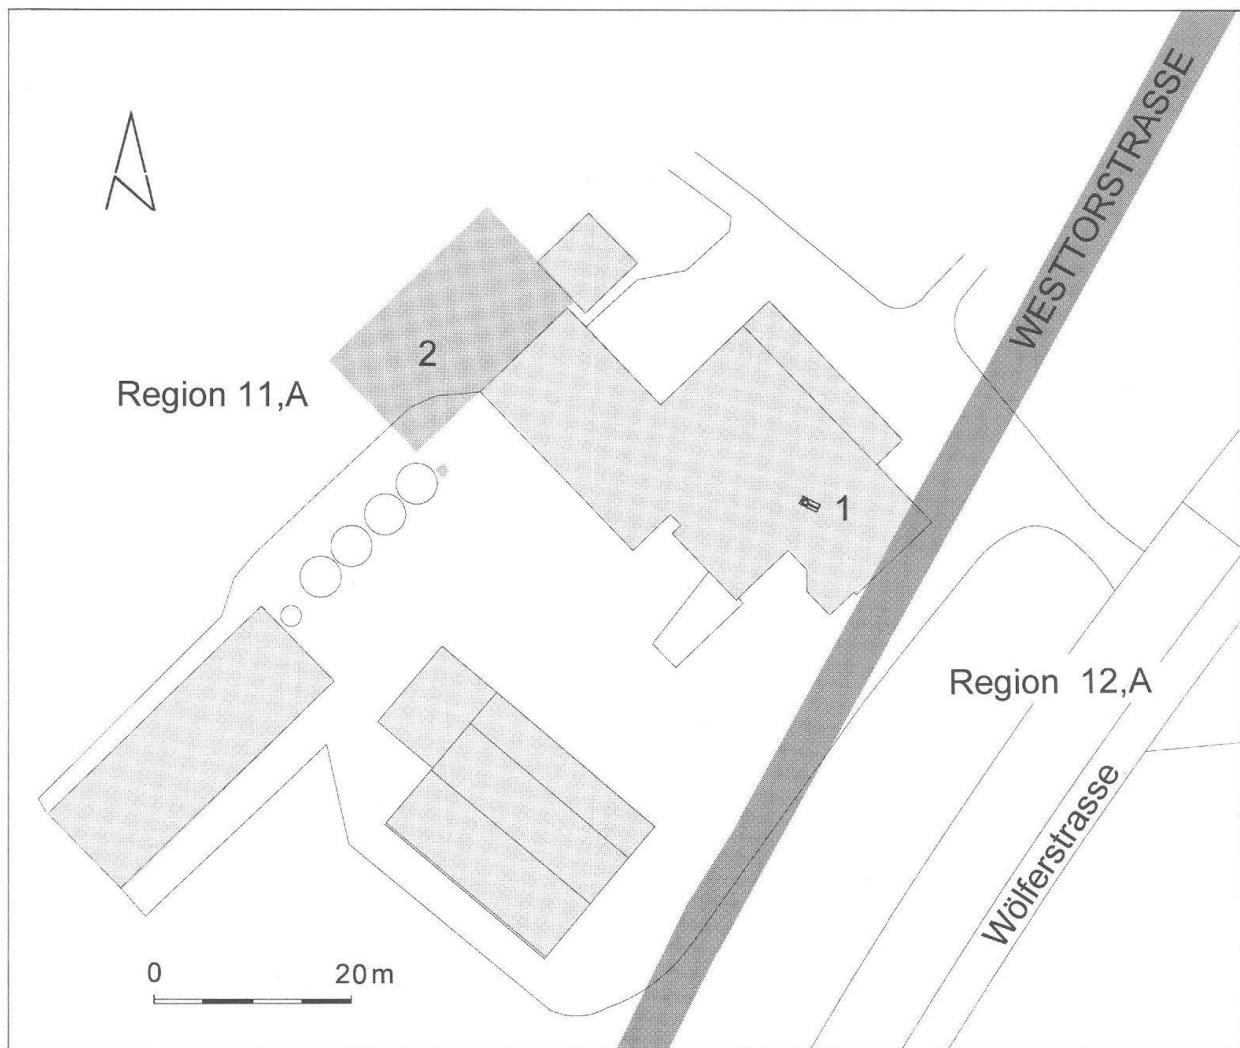 WESTTORSTRASSE
2
Region 11,A
1
Region 12,A
Wölferstrasse
0 20m